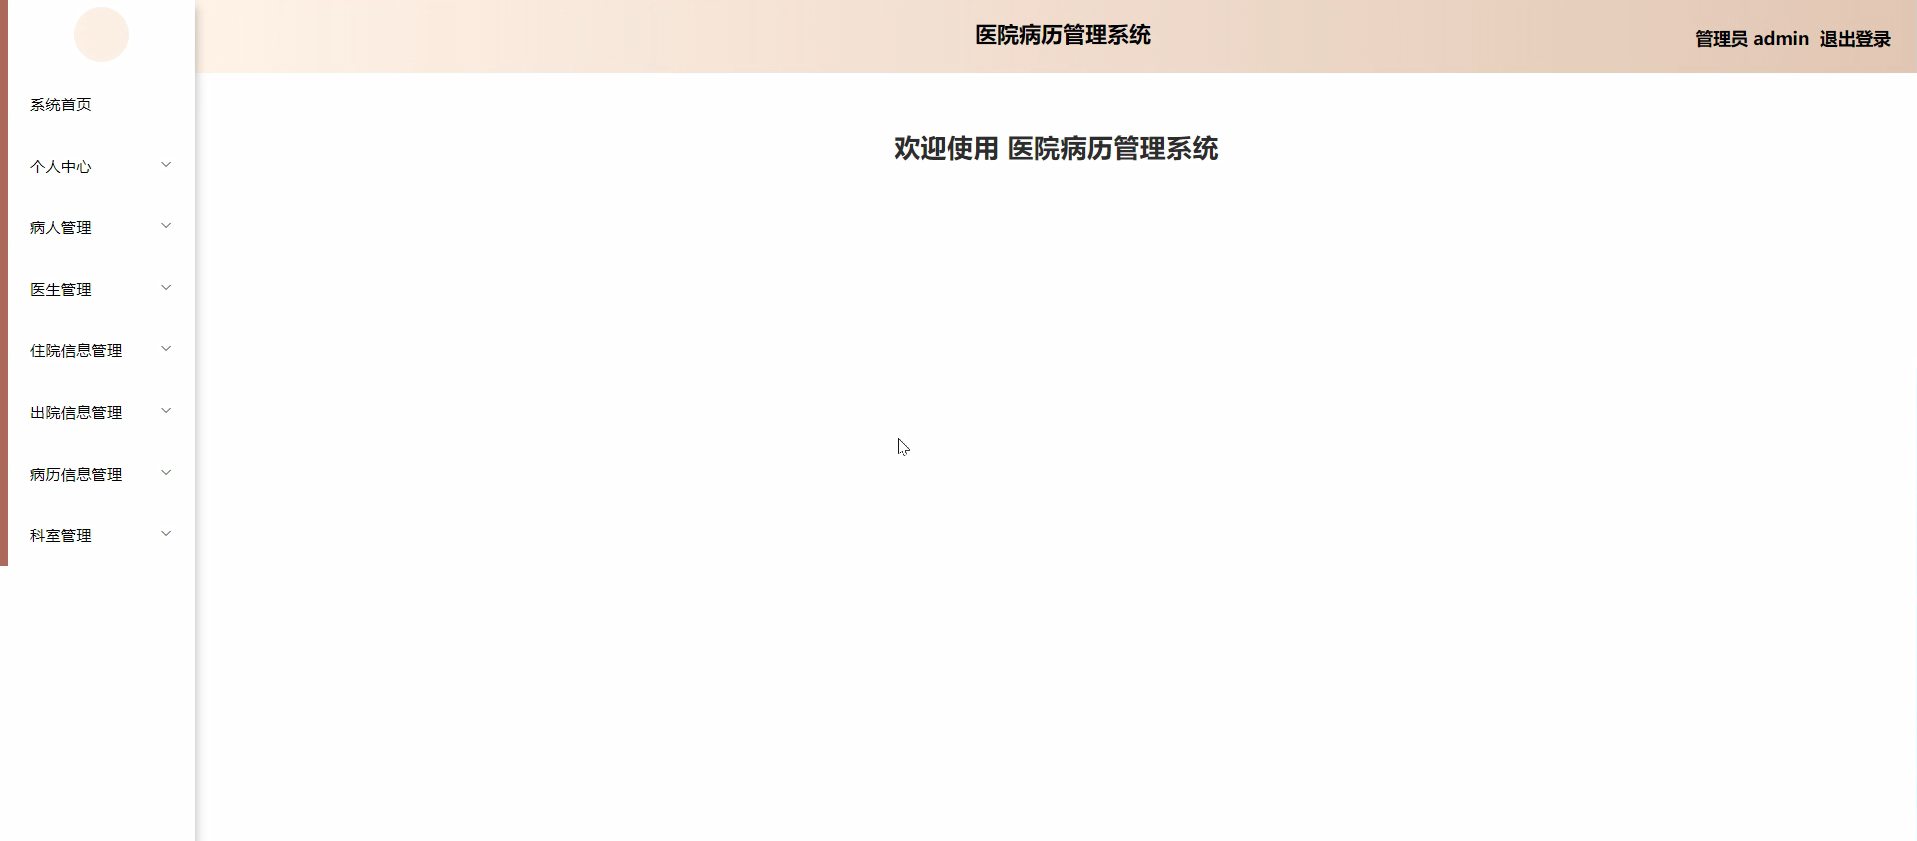 医院病历管理系统
管理员 admin 退出登录
系统首页
个人中心
病人管理
医生管理
住院信息管理
出院信息管理
病历信息管理
科室管理
欢迎使用 医院病历管理系统